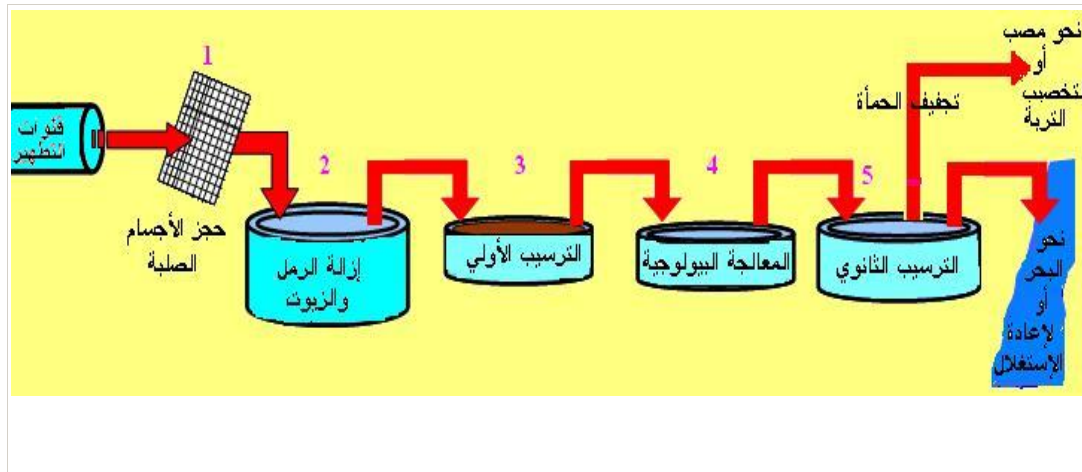 نحو مصب
أو
تخصيب
التربة
1
تجفيف الحمأة
قنوات
التطهير
2
3
4
5
حجز الأجسام
الصلبة
إزالة الرمل
والزيوت
الترسيب الأولي
المعالجة البيولوجية
الترسيب الثانوي
نحو
البحر
أو
لإعادة
الإستغلال